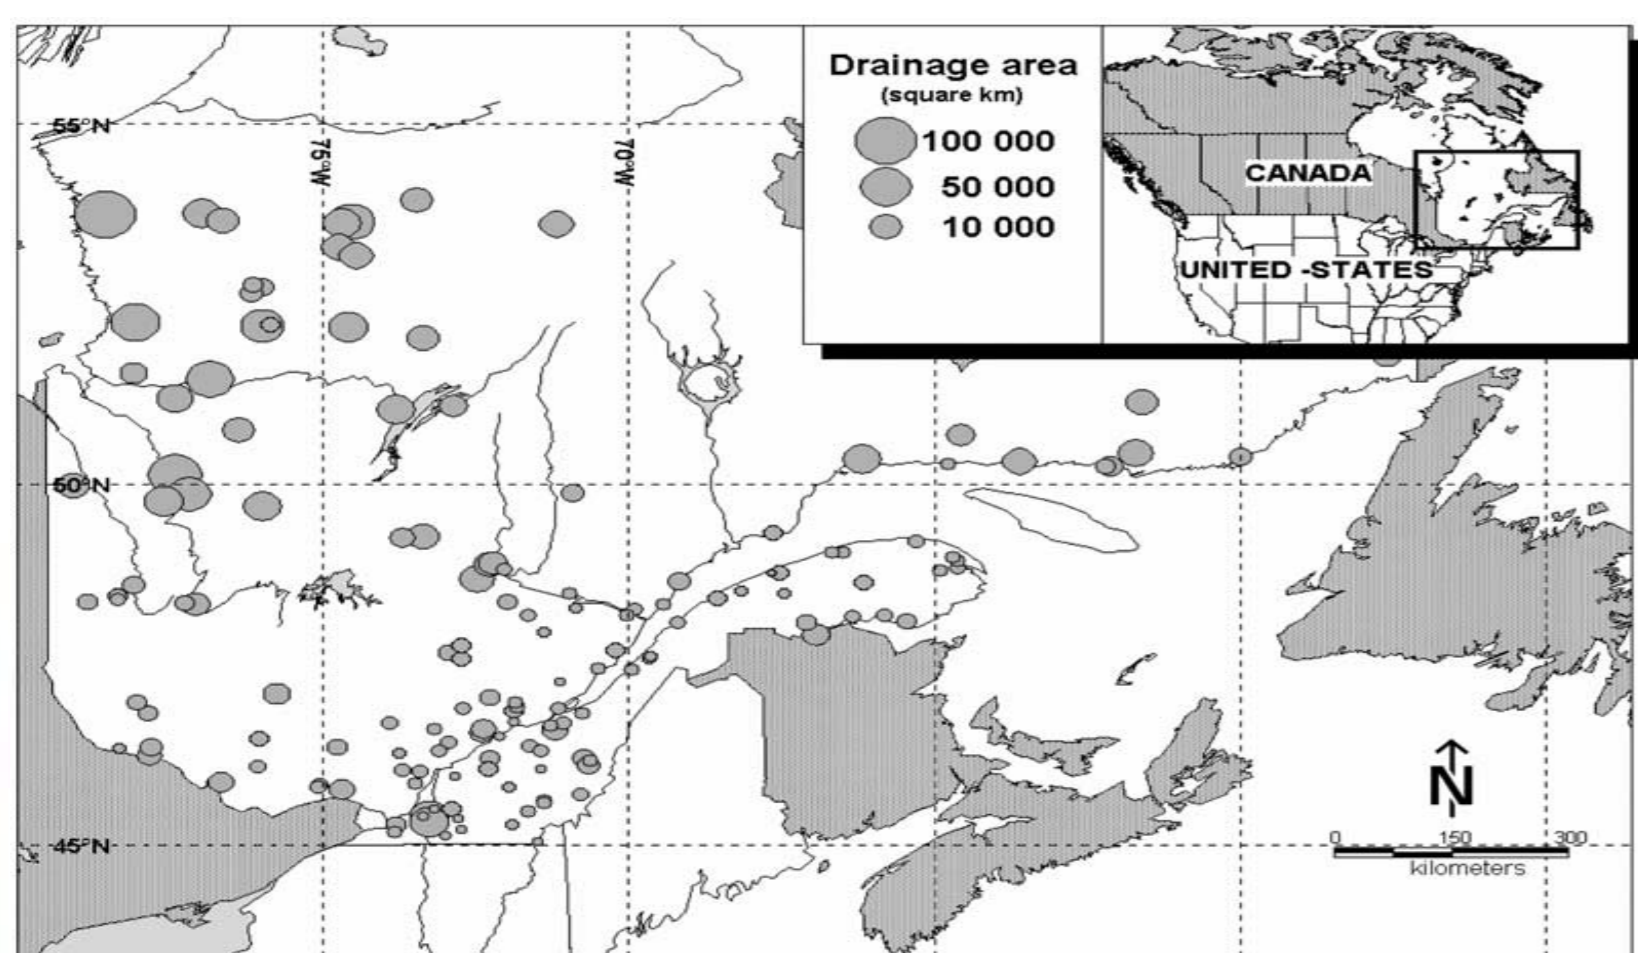 Drainage area
(square km)
100 000
50 000
10 000
CANADA
UNITED -STATES
55°N
75°W
70°W
50°N
45°N
N
0 150 300
kilometers